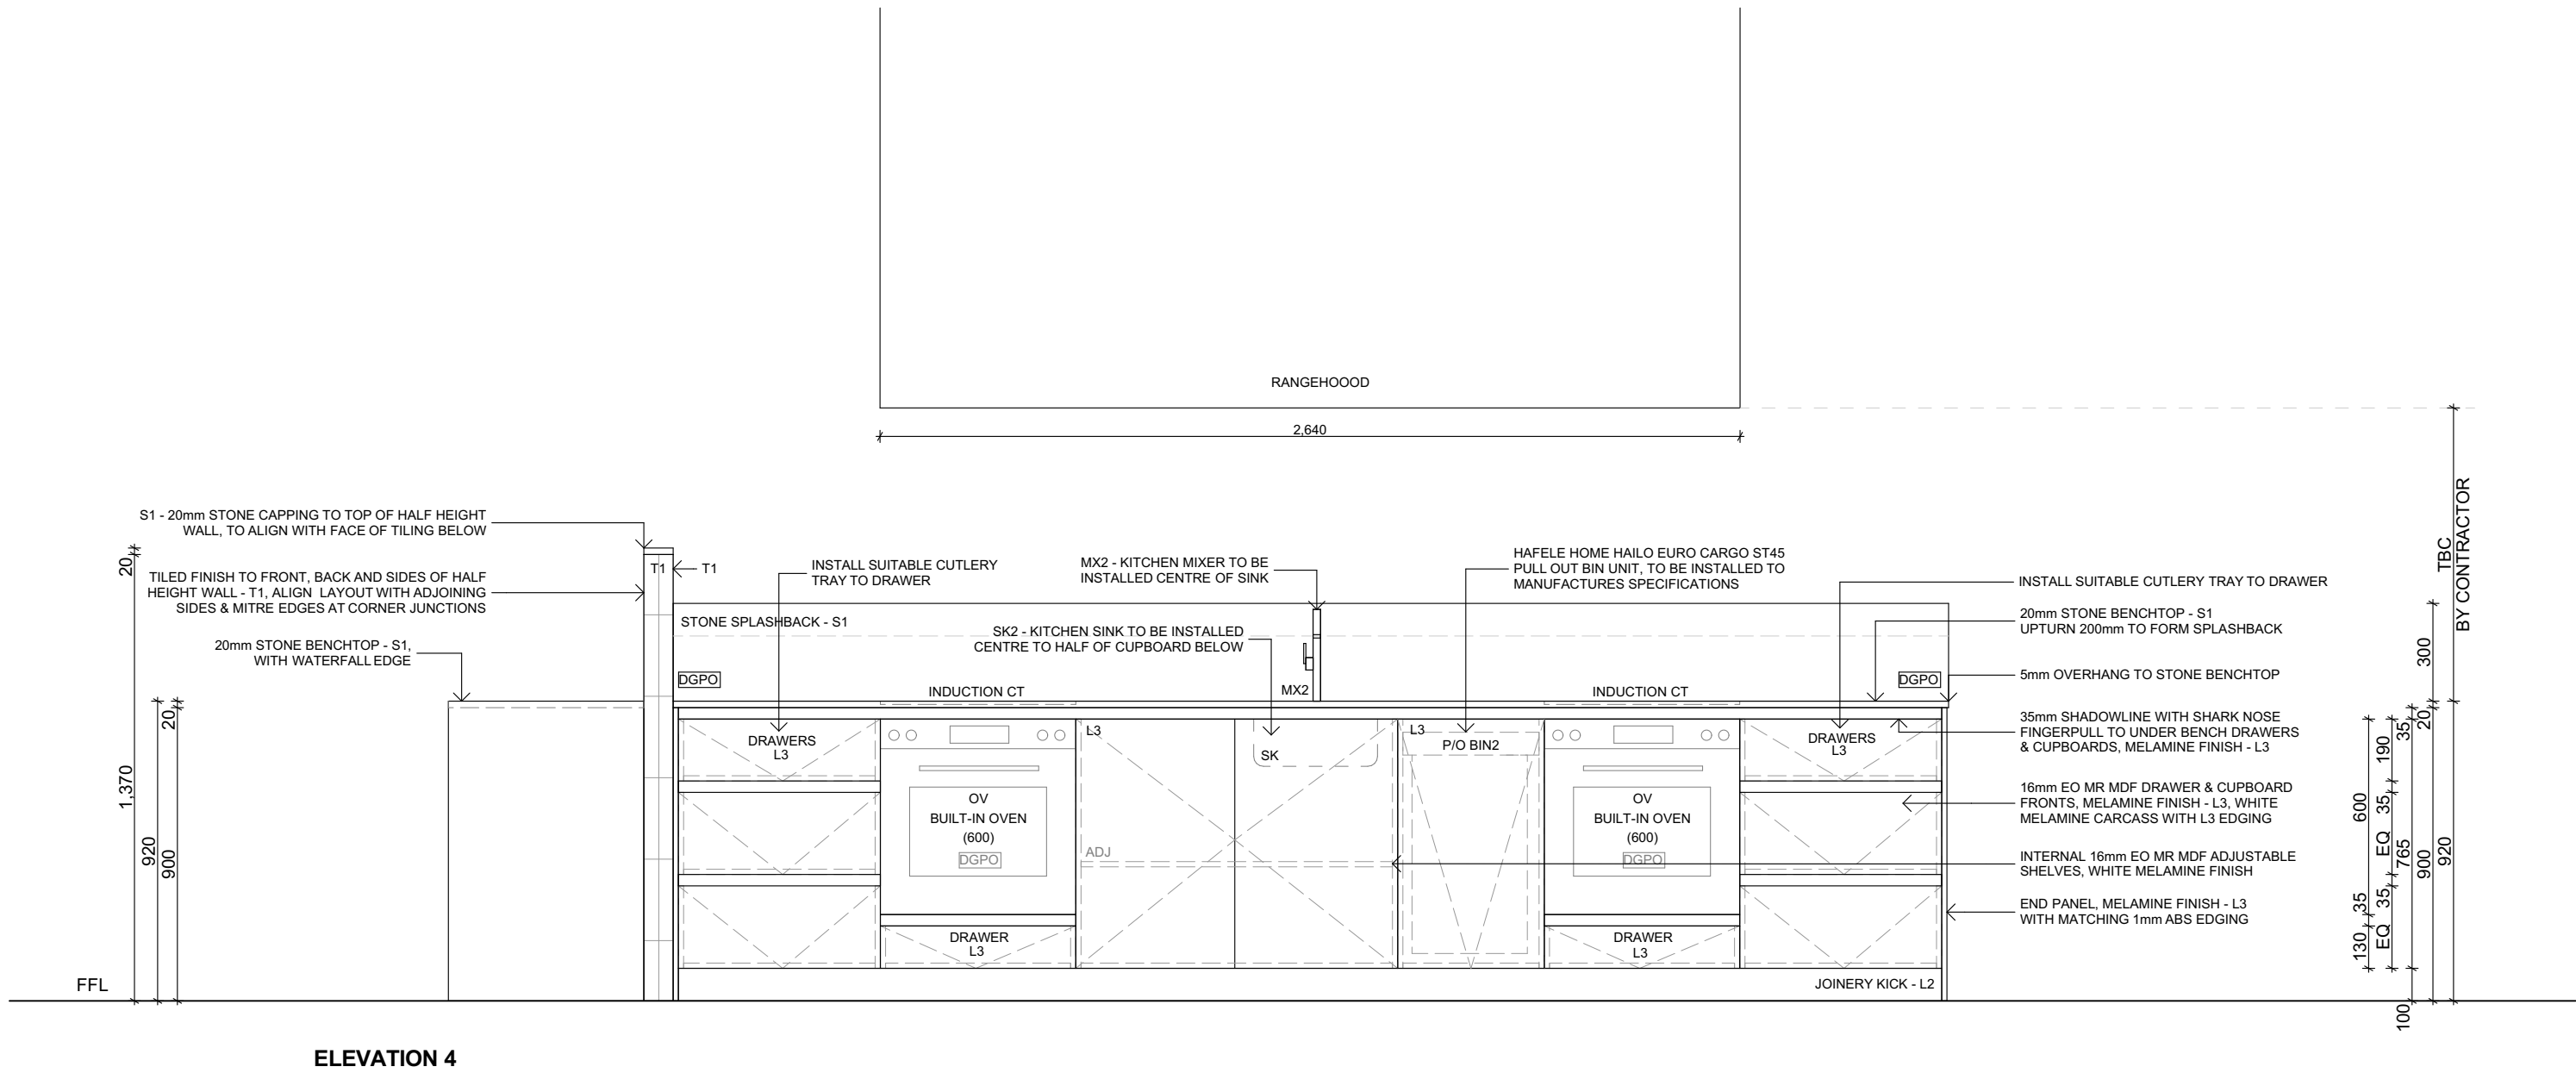 RANGEHOOOD
2,640
S1 - 20mm STONE CAPPING TO TOP OF HALF HEIGHT
WALL, TO ALIGN WITH FACE OF TILING BELOW
TILED FINISH TO FRONT, BACK AND SIDES OF HALF
HEIGHT WALL - T1, ALIGN LAYOUT WITH ADJOINING
SIDES & MITRE EDGES AT CORNER JUNCTIONS
20mm STONE BENCHTOP - S1,
WITH WATERFALL EDGE
20
1,370
920
20
900
FFL
T1
T1
INSTALL SUITABLE CUTLERY
TRAY TO DRAWER
MX2 - KITCHEN MIXER TO BE
INSTALLED CENTRE OF SINK
HAFELE HOME HAILO EURO CARGO ST45
PULL OUT BIN UNIT, TO BE INSTALLED TO
MANUFACTURES SPECIFICATIONS
STONE SPLASHBACK - S1
SK2 - KITCHEN SINK TO BE INSTALLED
CENTRE TO HALF OF CUPBOARD BELOW
DGPO
INDUCTION CT
MX2
INDUCTION CT
DGPO
DRAWERS
L3
L3
SK
L3
P/O BIN2
DRAWERS
L3
OV
BUILT-IN OVEN
(600)
DGPO
ADJ
OV
BUILT-IN OVEN
(600)
DGPO
DRAWER
L3
DRAWER
L3
JOINERY KICK - L2
INSTALL SUITABLE CUTLERY TRAY TO DRAWER
20mm STONE BENCHTOP - S1
UPTURN 200mm TO FORM SPLASHBACK
5mm OVERHANG TO STONE BENCHTOP
35mm SHADOWLINE WITH SHARK NOSE
FINGERPULL TO UNDER BENCH DRAWERS
& CUPBOARDS, MELAMINE FINISH - L3
16mm EO MR MDF DRAWER & CUPBOARD
FRONTS, MELAMINE FINISH - L3, WHITE
MELAMINE CARCASS WITH L3 EDGING
INTERNAL 16mm EO MR MDF ADJUSTABLE
SHELVES, WHITE MELAMINE FINISH
END PANEL, MELAMINE FINISH - L3
WITH MATCHING 1mm ABS EDGING
600
35
130
190
35
EQ
35
EQ
35
765
100
300
20
900
920
TBC
BY CONTRACTOR
ELEVATION 4